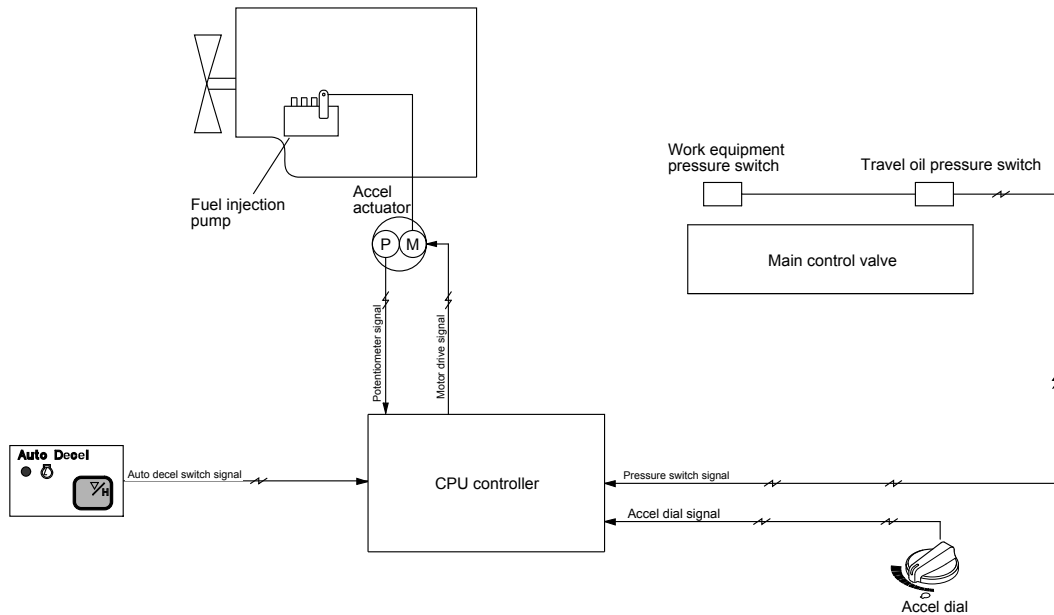 Work equipment
pressure switch
Travel oil pressure switch
Fuel injection
pump
Accel
actuator
P
M
Main control valve
Potentiometer signal
Motor drive signal
Auto Decel
H
Auto decel switch signal
CPU controller
Pressure switch signal
Accel dial signal
Accel dial